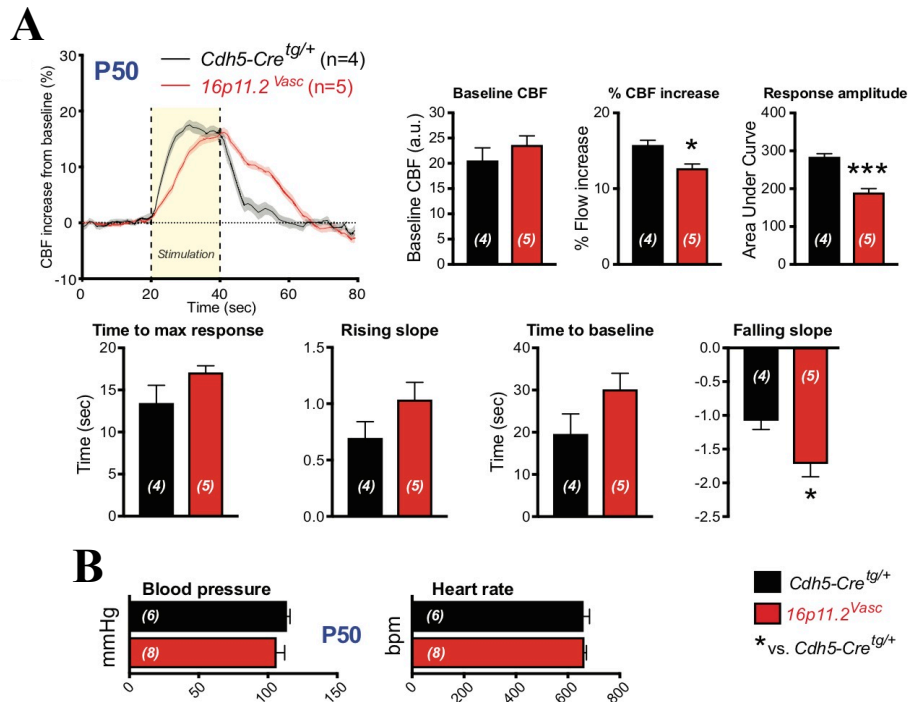 A
P50
Cdh5-Cre tg/+ (n=4)
16p11.2 Vasc (n=5)
CBF increase from baseline (%)
30
20
10
0
-10
Stimulation
0
20
40
60
80
Time (sec)
Baseline CBF
Baseline CBF (a.u.)
30
25
20
15
10
5
0
(4)
(5)
% CBF increase
% Flow increase
20
10
0
*
(4)
(5)
Response amplitude
Area Under Curve
400
300
200
100
0
***
(4)
(5)
Time to max response
Time (sec)
20
15
10
5
0
(4)
(5)
Rising slope
1.5
1.0
0.5
0.0
(4)
(5)
Time to baseline
Time (sec)
40
30
20
10
0
(4)
(5)
Falling slope
0.0
-0.5
-1.0
-1.5
-2.0
-2.5
(4)
(5)
*
B
Blood pressure
mmHg
(6)
(8)
0
50
100
150
P50
Heart rate
bpm
(6)
(8)
0
200
400
600
800
Cdh5-Cre tg/+
16p11.2 Vasc
* vs. Cdh5-Cre tg/+